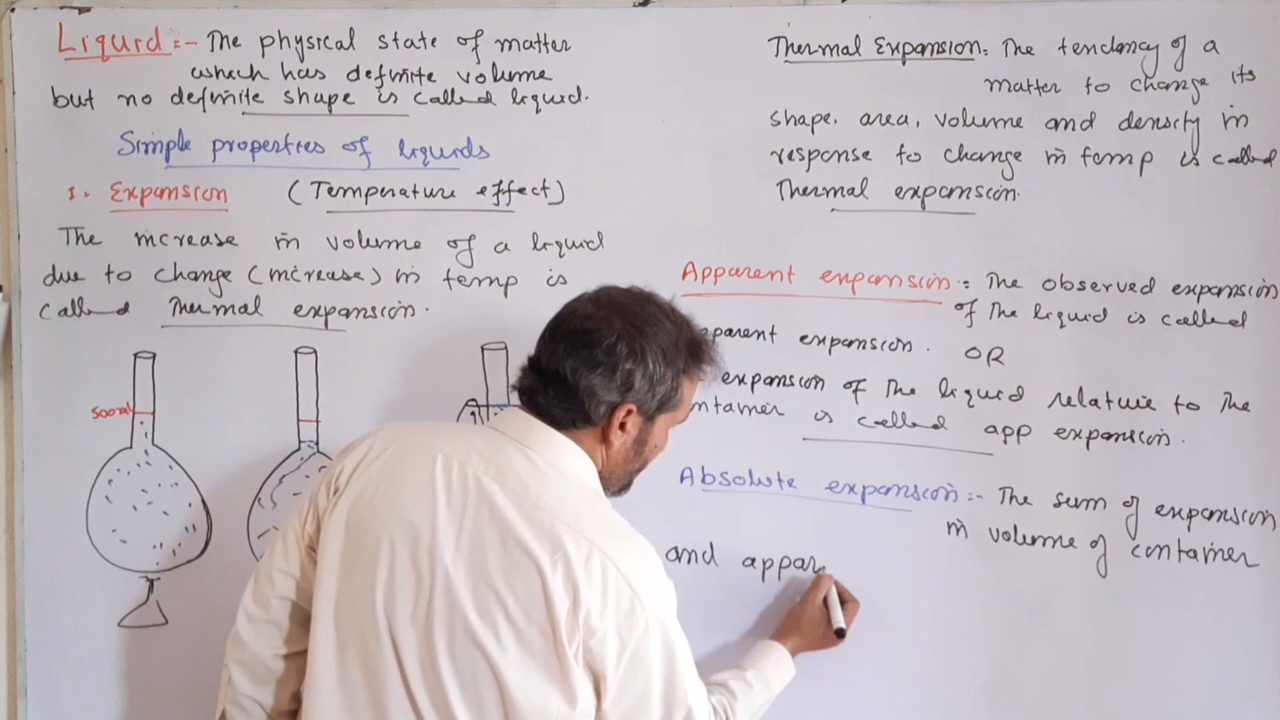 Liquid:- The physical state of matter
which has definite volume
but no definite shape is called liquid.
Simple properties of liquids
1. Expansion (Temperature effect)
The increase in volume of a liquid
due to change (increase) in temp is
called Thermal expansion.
500ml
Thermal Expansion: The tendancy of a
matter to change its
shape, area, volume and density in
response to change in temp is called
Thermal expansion.
Apparent expansion: The observed expansion
of The liquid is called
pparent expansion. OR
expansion of The liquid relative to The
ntainer is called app expansion.
Absolute expansion:- The sum of expansion
in volume of container
and appar